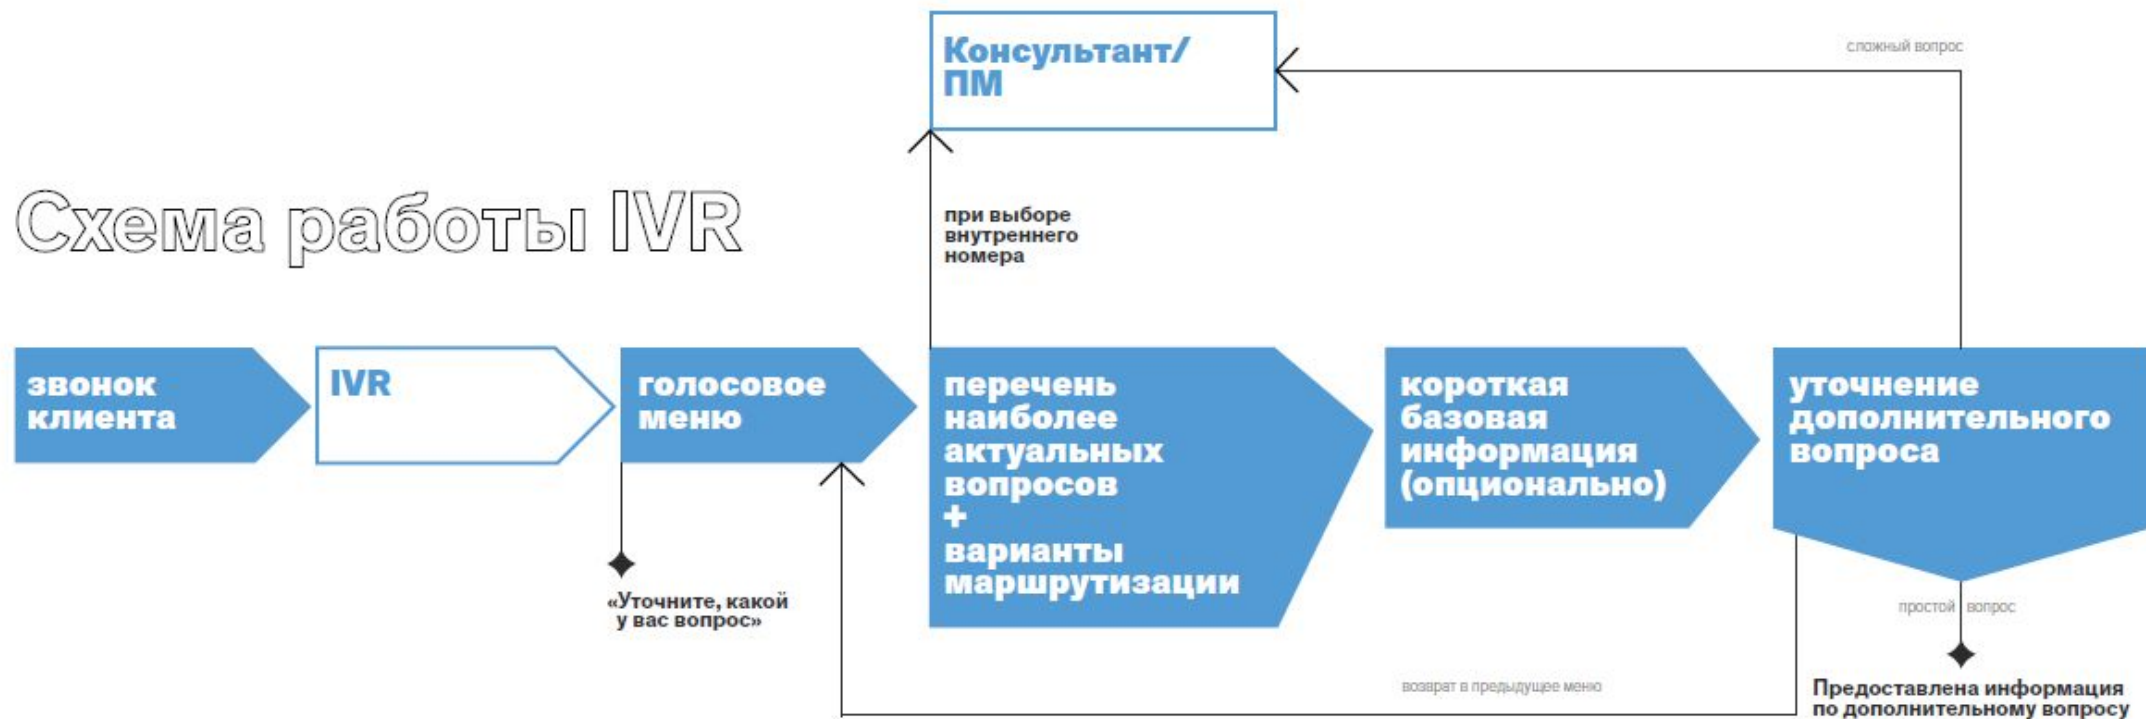 Консультант/
ПМ
сложный вопрос
Схема работы IVR
при выборе
внутреннего
номера
звонок
клиента
IVR
голосовое
меню
перечень
наиболее
актуальных
вопросов
+
варианты
маршрутизации
короткая
базовая
информация
(опционально)
уточнение
дополнительного
вопроса
«Уточните, какой
у вас вопрос»
простой вопрос
возврат в предыдущее меню
Предоставлена информация
по дополнительному вопросу